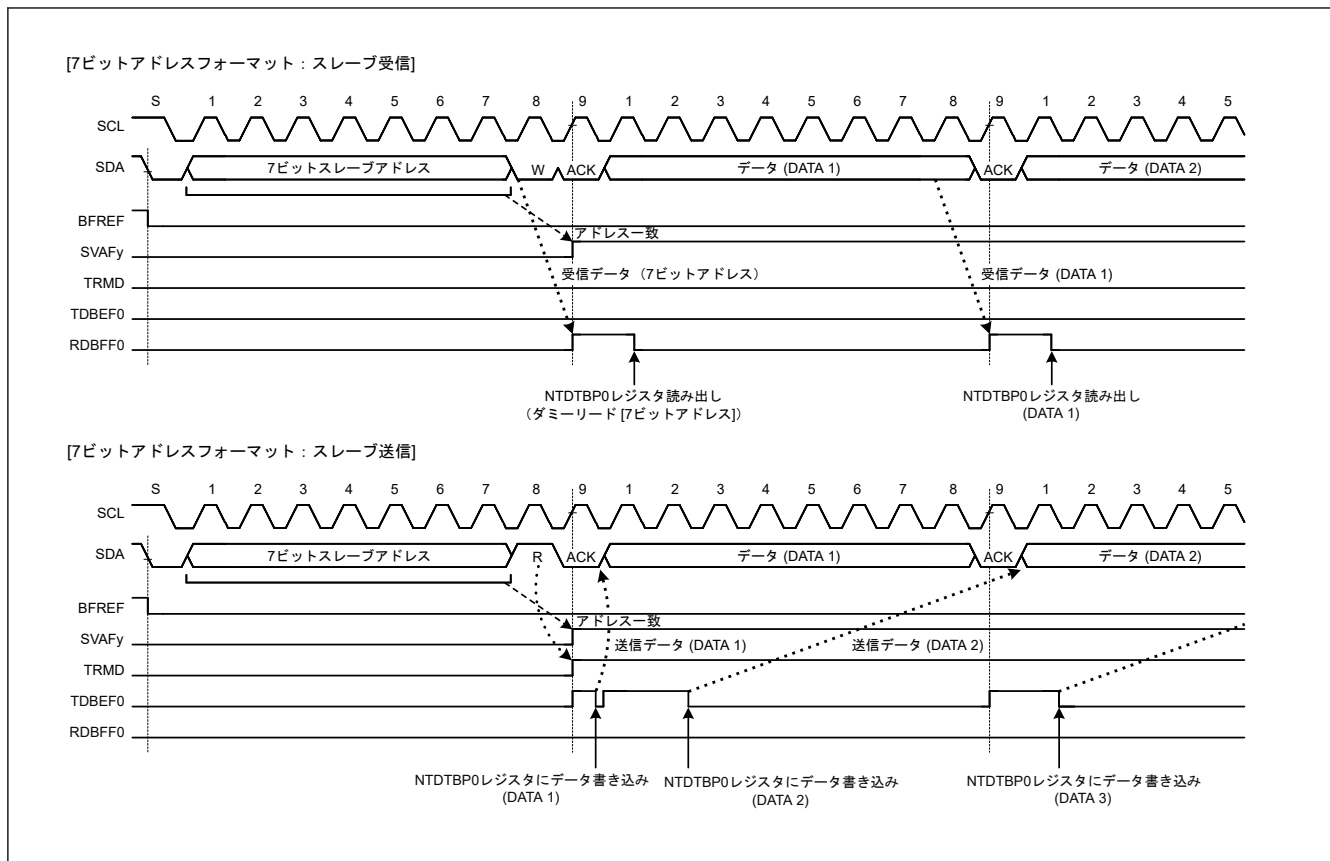 [7ビットアドレスフォーマット：スレーブ受信]
S 1 2 3 4 5 6 7 8 9 1 2 3 4 5 6 7 8 9 1 2 3 4 5
SCL
SDA 7ビットスレーブアドレス W ACK データ (DATA 1) ACK データ (DATA 2)
BFREF
アドレス一致
SVAFy
受信データ（7ビットアドレス） 受信データ (DATA 1)
TRMD
TDBEF0
RDBFF0
NTDTBP0レジスタ読み出し
（ダミーリード [7ビットアドレス]）
NTDTBP0レジスタ読み出し
(DATA 1)
[7ビットアドレスフォーマット：スレーブ送信]
S 1 2 3 4 5 6 7 8 9 1 2 3 4 5 6 7 8 9 1 2 3 4 5
SCL
SDA 7ビットスレーブアドレス R ACK データ (DATA 1) ACK データ (DATA 2)
BFREF
アドレス一致
SVAFy
送信データ (DATA 1) 送信データ (DATA 2)
TRMD
TDBEF0
RDBFF0
NTDTBP0レジスタにデータ書き込み
(DATA 1)
NTDTBP0レジスタにデータ書き込み
(DATA 2)
NTDTBP0レジスタにデータ書き込み
(DATA 3)